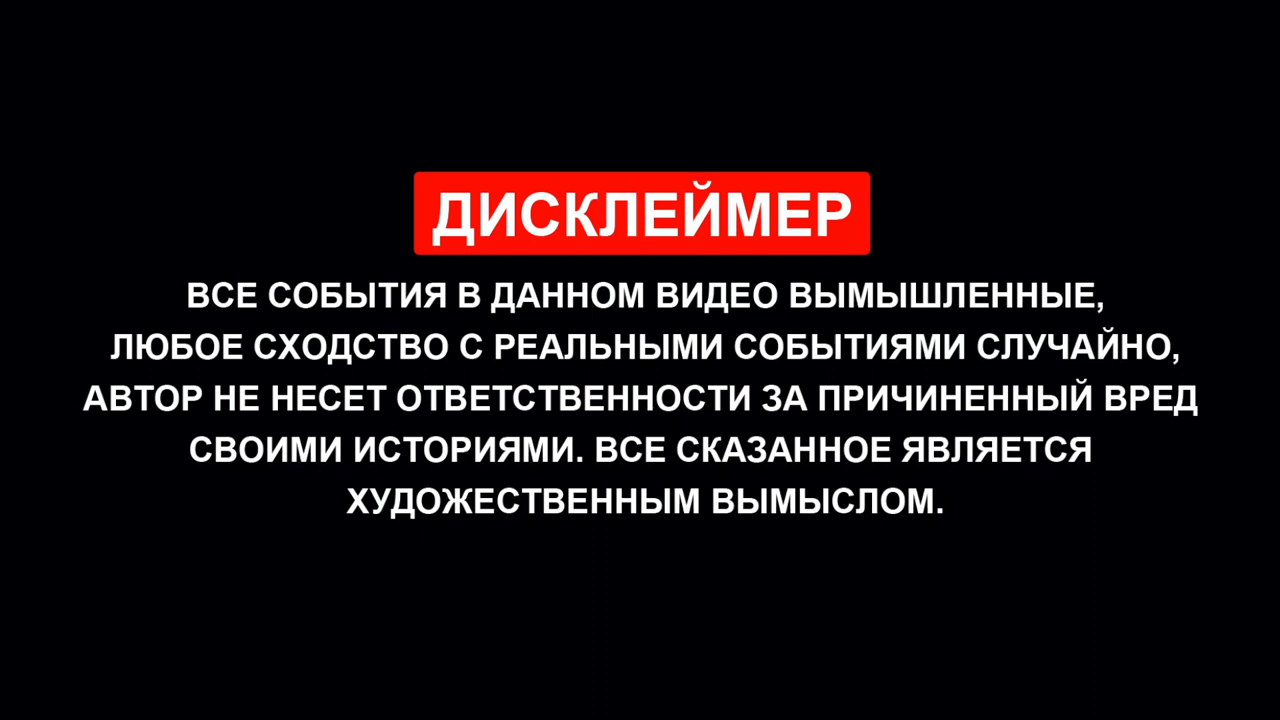 ДИСКЛЕЙМЕР
ВСЕ СОБЫТИЯ В ДАННОМ ВИДЕО ВЫМЫШЛЕННЫЕ,
ЛЮБОЕ СХОДСТВО С РЕАЛЬНЫМИ СОБЫТИЯМИ СЛУЧАЙНО,
АВТОР НЕ НЕСЕТ ОТВЕТСТВЕННОСТИ ЗА ПРИЧИНЕННЫЙ ВРЕД
СВОИМИ ИСТОРИЯМИ. ВСЕ СКАЗАННОЕ ЯВЛЯЕТСЯ
ХУДОЖЕСТВЕННЫМ ВЫМЫСЛОМ.